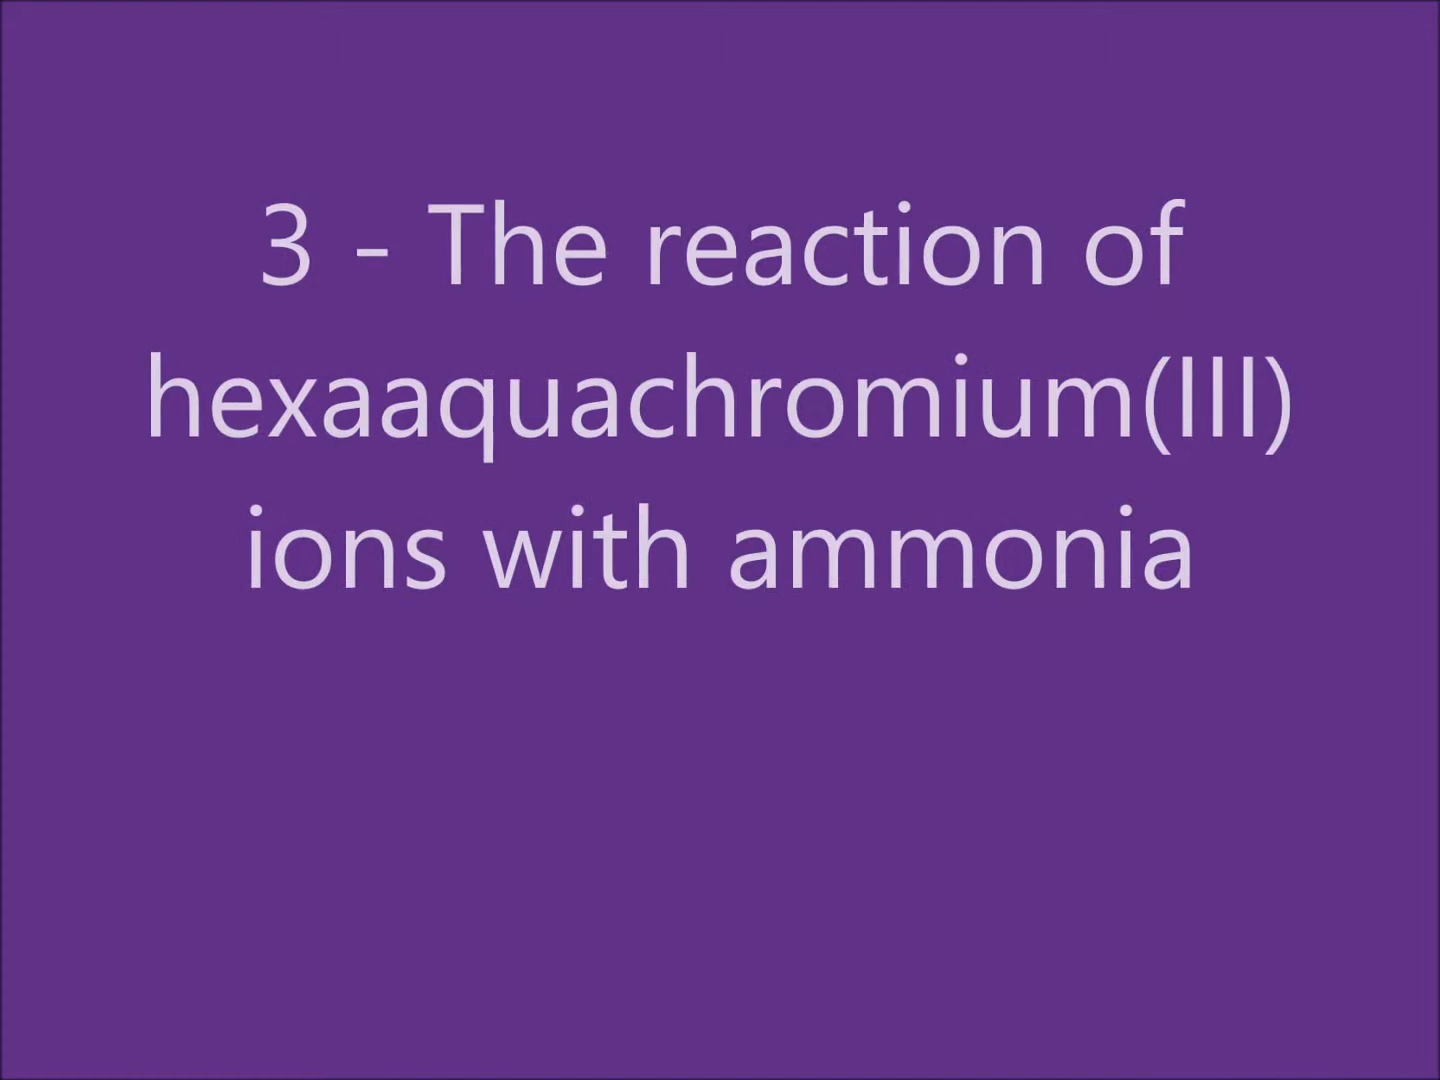 3 - The reaction of
hexaaquachromium(III)
ions with ammonia